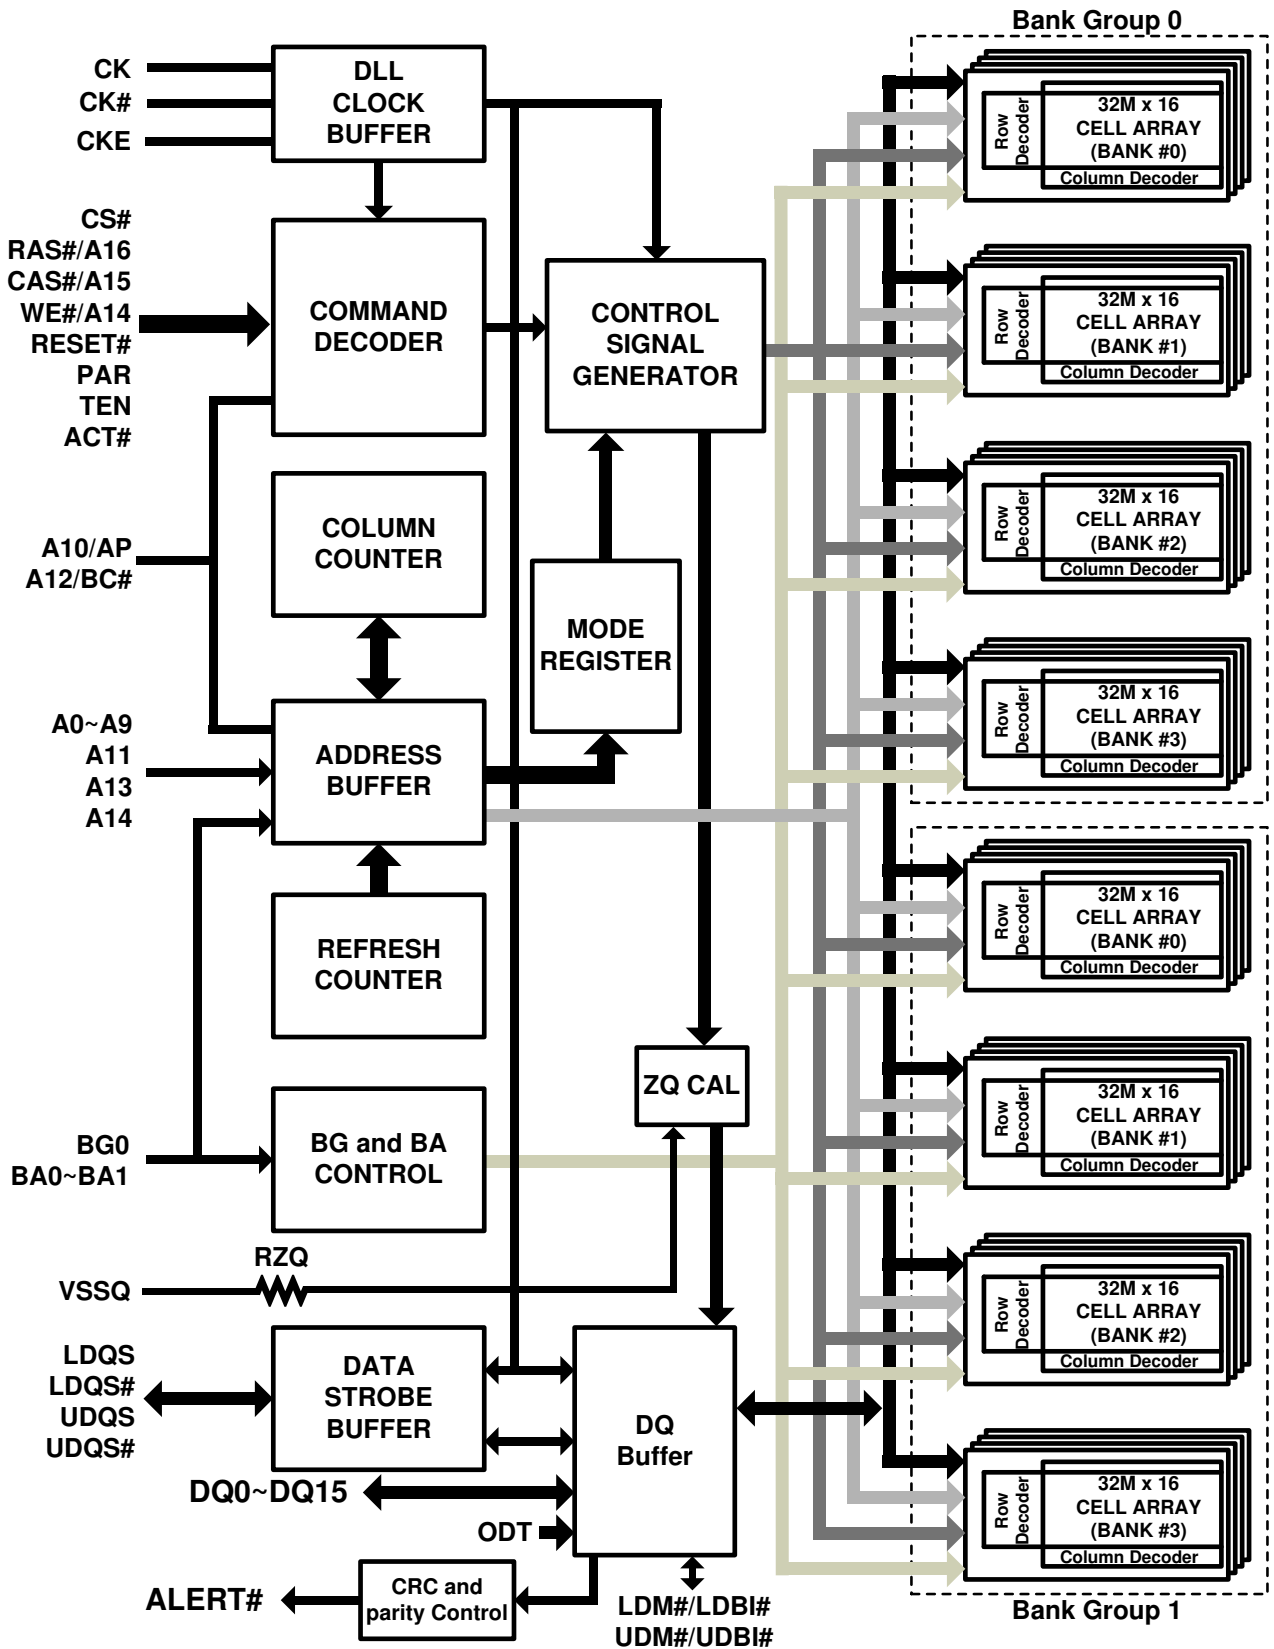 Bank Group 0
CK
CK#
CKE
DLL
CLOCK
BUFFER
CS#
RAS#/A16
CAS#/A15
WE#/A14
RESET#
PAR
TEN
ACT#
COMMAND
DECODER
CONTROL
SIGNAL
GENERATOR
A10/AP
A12/BC#
COLUMN
COUNTER
MODE
REGISTER
A0~A9
A11
A13
A14
ADDRESS
BUFFER
REFRESH
COUNTER
ZQ CAL
BG0
BA0~BA1
BG and BA
CONTROL
RZQ
VSSQ
LDQS
LDQS#
UDQS
UDQS#
DATA
STROBE
BUFFER
DQ
Buffer
DQ0~DQ15
ODT
ALERT#
CRC and
parity Control
LDM#/LDBI#
UDM#/UDBI#
Row
Decoder
32M x 16
CELL ARRAY
(BANK #0)
Column Decoder
Row
Decoder
32M x 16
CELL ARRAY
(BANK #1)
Column Decoder
Row
Decoder
32M x 16
CELL ARRAY
(BANK #2)
Column Decoder
Row
Decoder
32M x 16
CELL ARRAY
(BANK #3)
Column Decoder
Row
Decoder
32M x 16
CELL ARRAY
(BANK #0)
Column Decoder
Row
Decoder
32M x 16
CELL ARRAY
(BANK #1)
Column Decoder
Row
Decoder
32M x 16
CELL ARRAY
(BANK #2)
Column Decoder
Row
Decoder
32M x 16
CELL ARRAY
(BANK #3)
Column Decoder
Bank Group 1